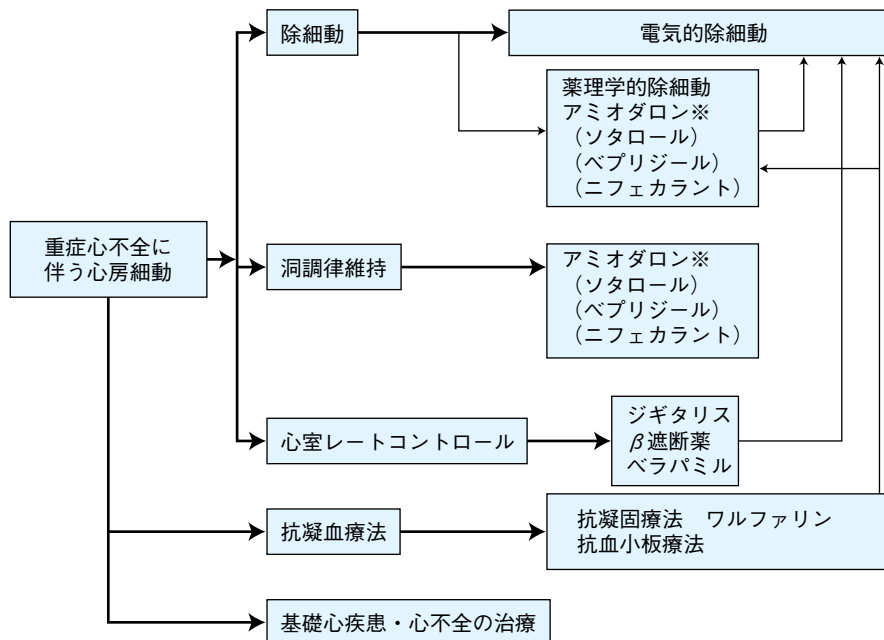 除細動
電気的除細動
薬理学的除細動
アミオダロン※
（ソタロール）
（ベプリジール）
（ニフェカラント）
重症心不全に
伴う心房細動
洞調律維持
アミオダロン※
（ソタロール）
（ベプリジール）
（ニフェカラント）
心室レートコントロール
ジギタリス
β遮断薬
ベラパミル
抗凝血療法
抗凝固療法　ワルファリン
抗血小板療法
基礎心疾患・心不全の治療